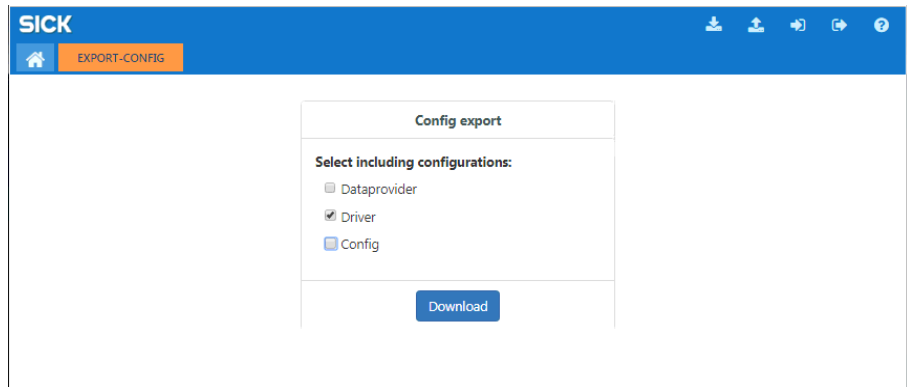 SICK
EXPORT-CONFIG
Config export
Select including configurations:
Dataprovider
Driver
Config
Download